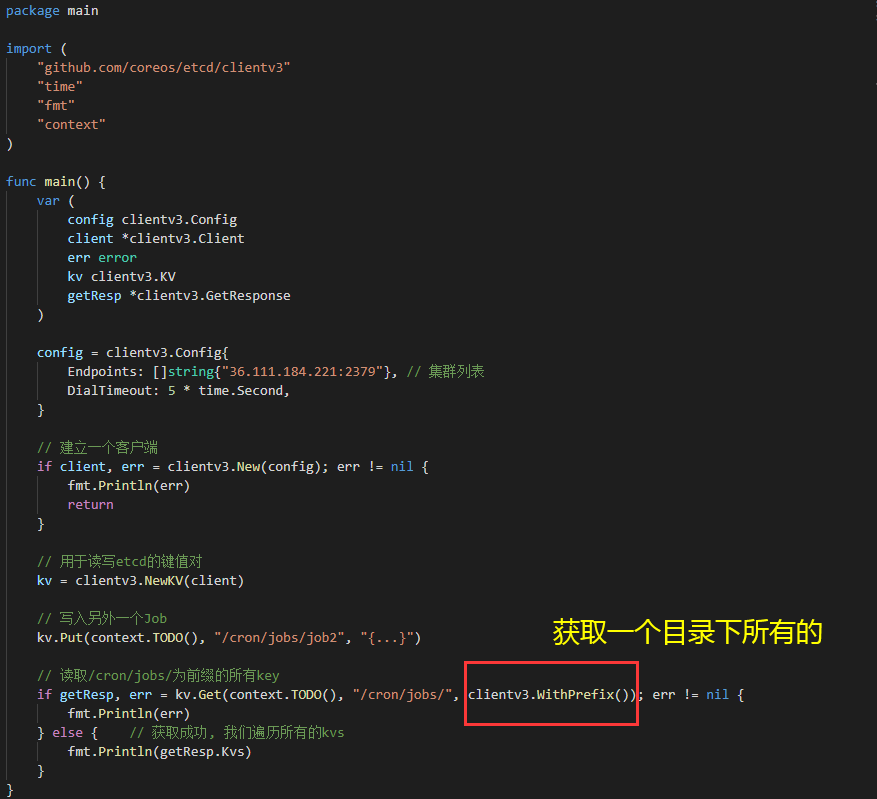 package main
import (
"github.com/coreos/etcd/clientv3"
"time"
"fmt"
"context"
)
func main() {
var (
config clientv3.Config
client *clientv3.Client
err error
kv clientv3.KV
getResp *clientv3.GetResponse
)
config = clientv3.Config{
Endpoints: []string{"36.111.184.221:2379"}, // 集群列表
DialTimeout: 5 * time.Second,
}
// 建立一个客户端
if client, err = clientv3.New(config); err != nil {
fmt.Println(err)
return
}
// 用于读写etcd的键值对
kv = clientv3.NewKV(client)
// 写入另外一个Job
kv.Put(context.TODO(), "/cron/jobs/job2", "{...}")
获取一个目录下所有的
// 读取/cron/jobs/为前缀的所有key
if getResp, err = kv.Get(context.TODO(), "/cron/jobs/", clientv3.WithPrefix()); err != nil {
fmt.Println(err)
} else { // 获取成功, 我们遍历所有的kvs
fmt.Println(getResp.Kvs)
}
}